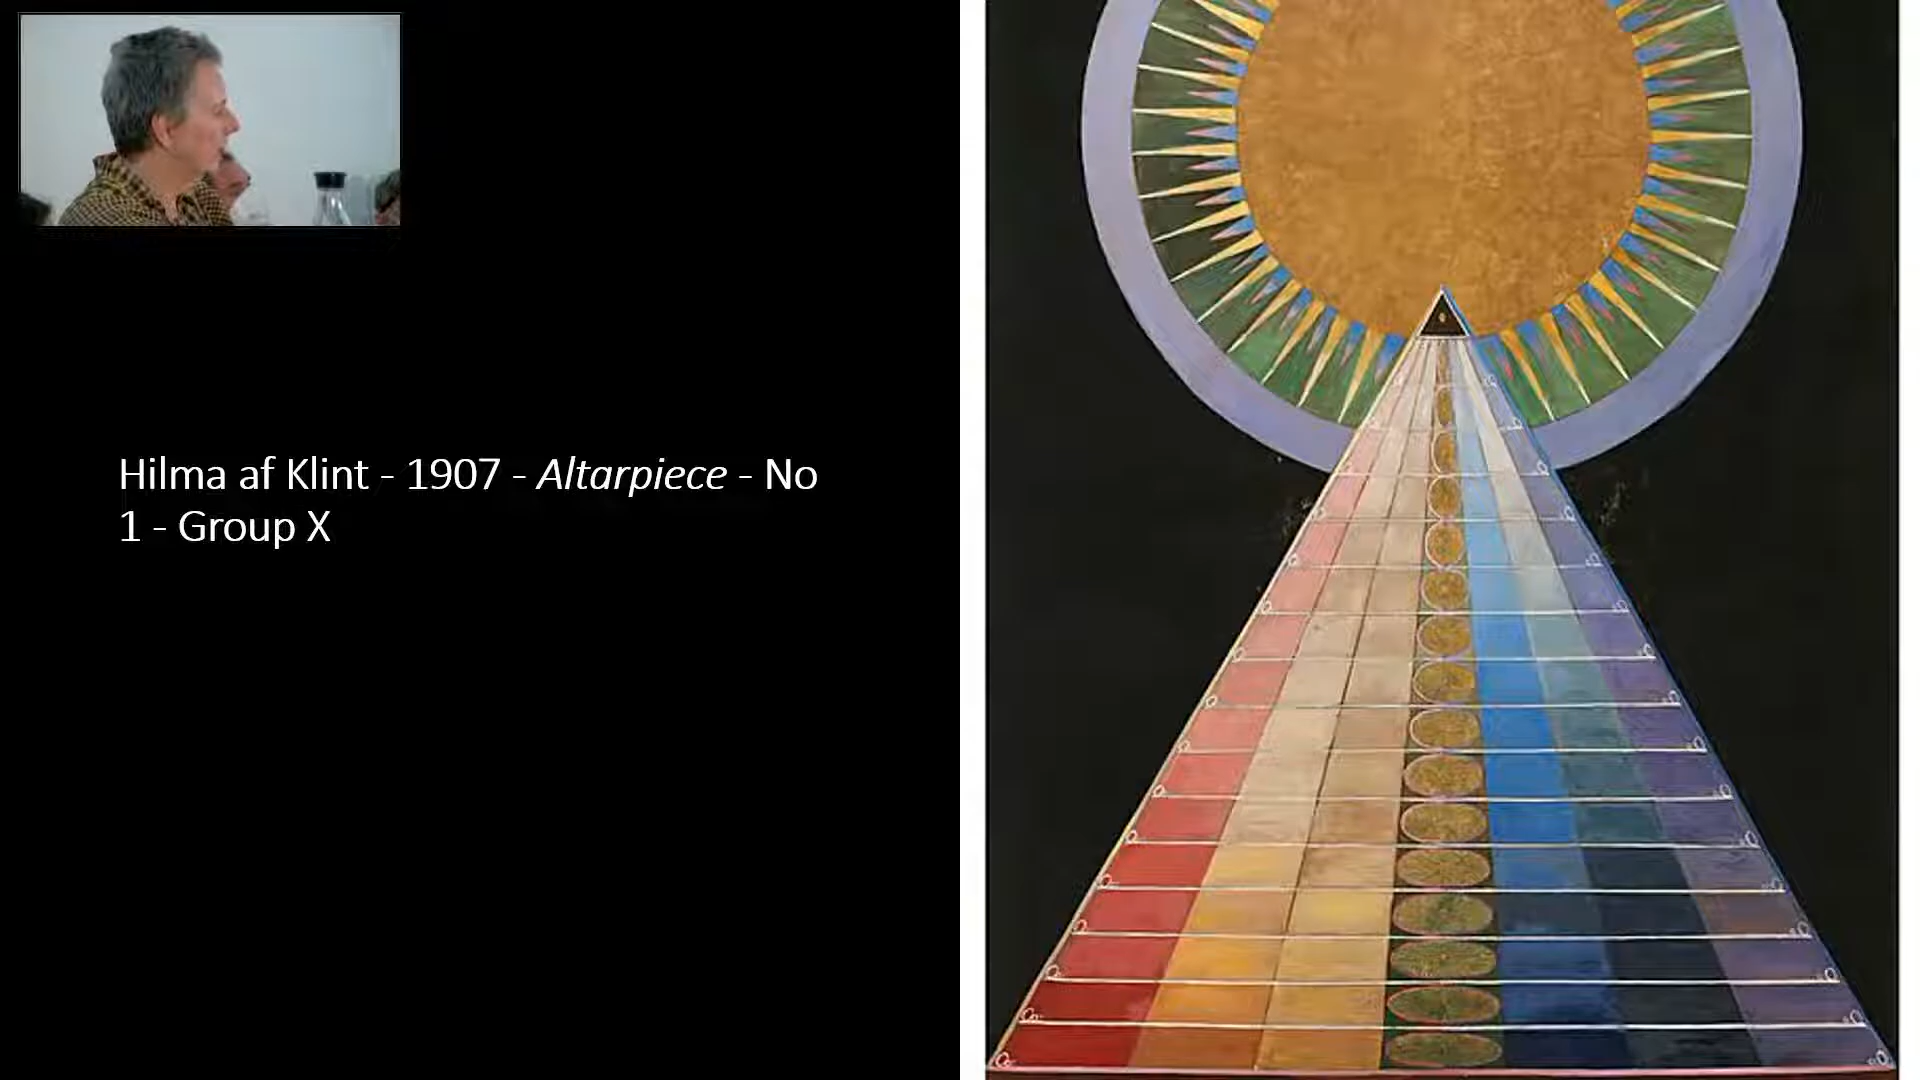 Hilma af Klint - 1907 - Altarpiece - No
1 - Group X